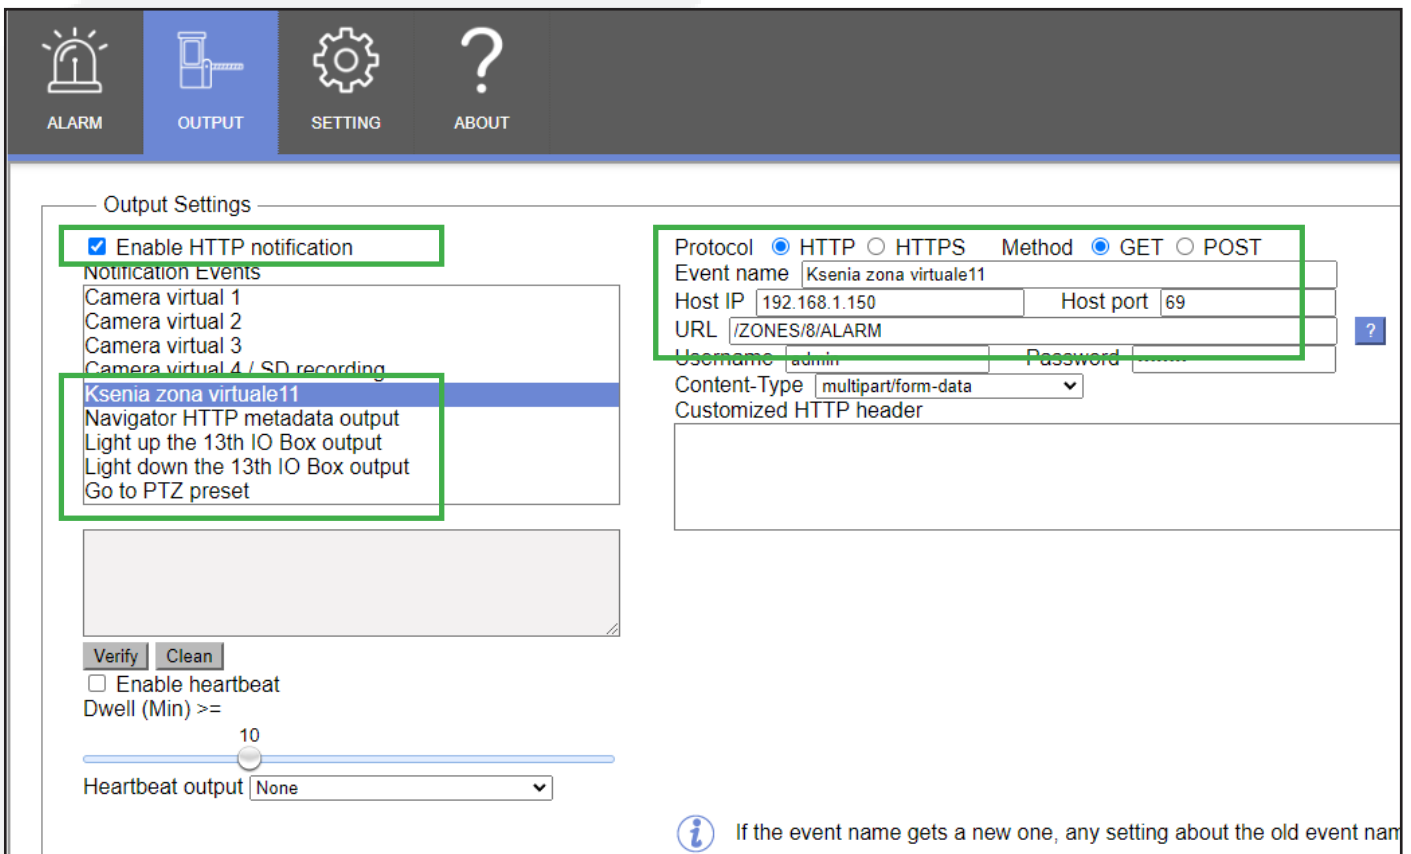 ALARM
OUTPUT
SETTING
ABOUT
Output Settings
Enable HTTP notification
Notification Events
Camera virtual 1
Camera virtual 2
Camera virtual 3
Camera virtual 4 / SD recording
Ksenia zona virtuale11
Navigator HTTP metadata output
Light up the 13th IO Box output
Light down the 13th IO Box output
Go to PTZ preset
Verify Clean
Enable heartbeat
Dwell (Min) >=
10
Heartbeat output None
Protocol HTTP HTTPS Method GET POST
Event name Ksenia zona virtuale11
Host IP 192.168.1.150 Host port 69
URL /ZONES/8/ALARM ?
Username admin Password
Content-Type multipart/form-data
Customized HTTP header
If the event name gets a new one, any setting about the old event nam